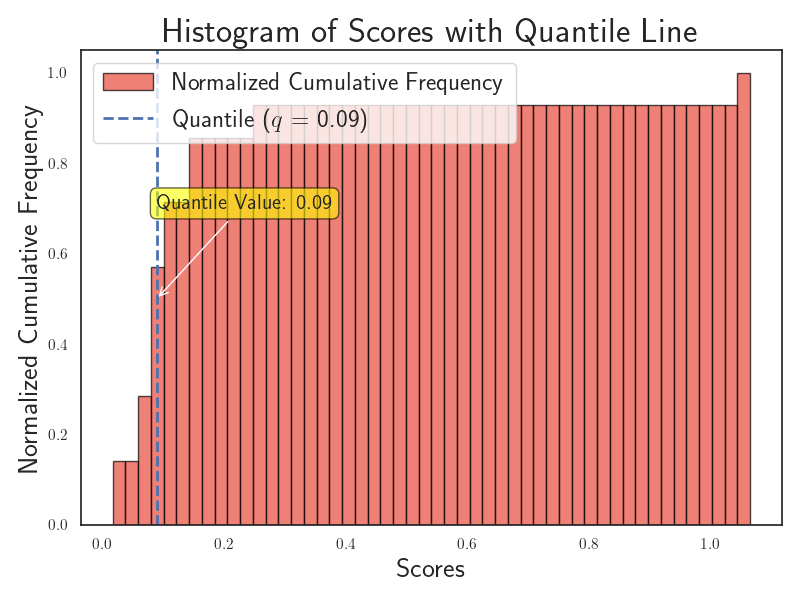 Histogram of Scores with Quantile Line
Normalized Cumulative Frequency
Quantile (q = 0.09)
Quantile Value: 0.09
Normalized Cumulative Frequency
1.0
0.8
0.6
0.4
0.2
0.0
0.0 0.2 0.4 0.6 0.8 1.0
Scores